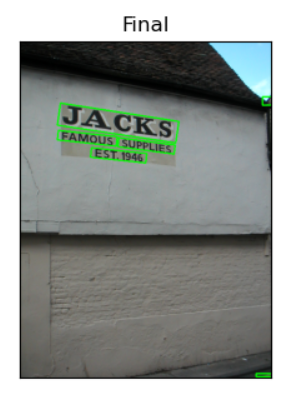 Final
JACKS
FAMOUS SUPPLIES
EST. 1946